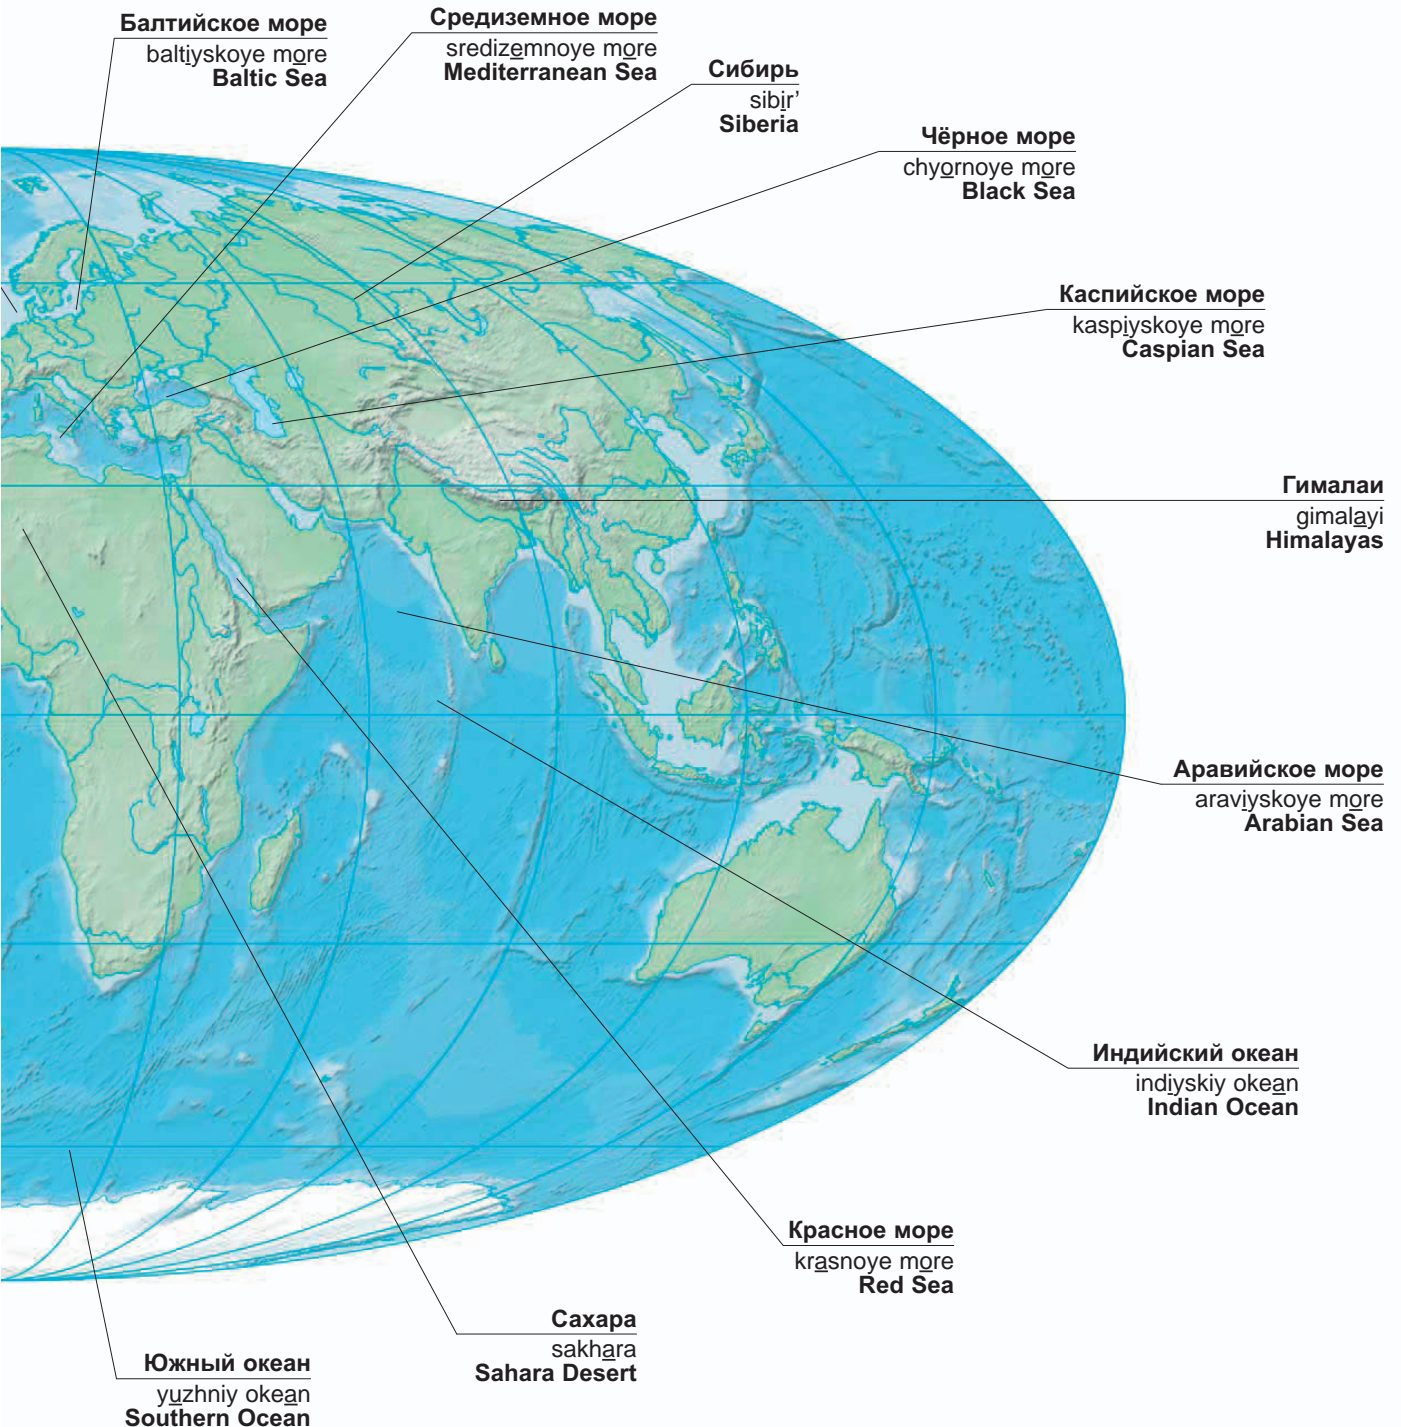 Балтийское море
baltiyskoye more
Baltic Sea
Средиземное море
sredizemnoye more
Mediterranean Sea
Сибирь
sibir’
Siberia
Чёрное море
chyornoye more
Black Sea
Каспийское море
kaspiyskoye more
Caspian Sea
Гималаи
gimalayi
Himalayas
Аравийское море
araviyskoye more
Arabian Sea
Индийский океан
indiyskiy okean
Indian Ocean
Красное море
krasnoye more
Red Sea
Сахара
sakhara
Sahara Desert
Южный океан
yuzhniy okean
Southern Ocean